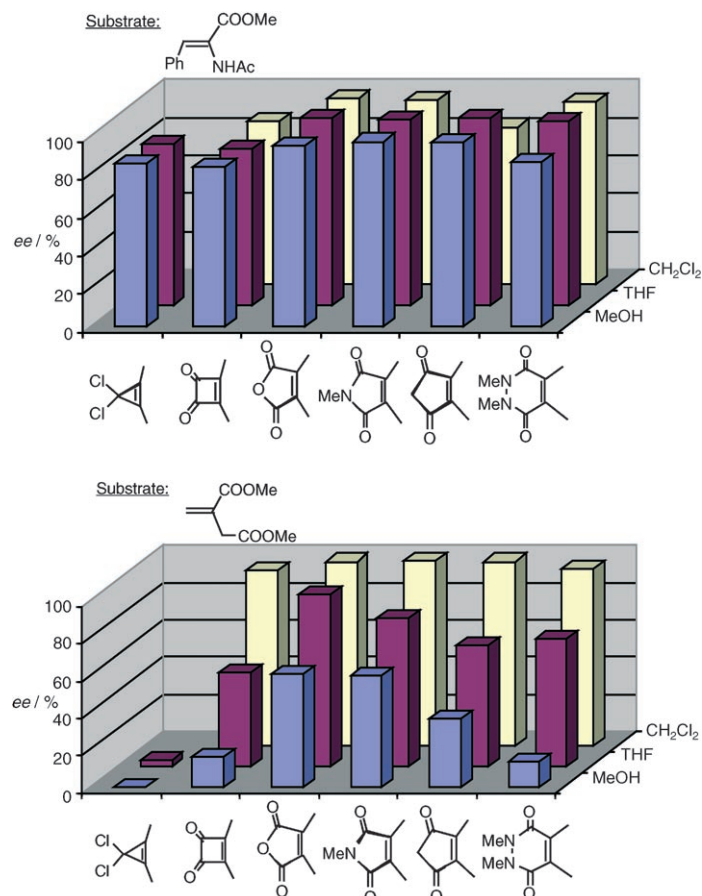 Substrate:
COOMe
Ph
NHAc
100
80
60
40
20
0
ee / %
CH2Cl2
THF
MeOH
Cl
Cl
O
O
O
O
O
O
MeN
O
O
O
O
MeN
MeN
O
Substrate:
COOMe
COOMe
100
80
60
40
20
0
ee / %
CH2Cl2
THF
MeOH
Cl
Cl
O
O
O
O
O
O
MeN
O
O
O
O
MeN
MeN
O